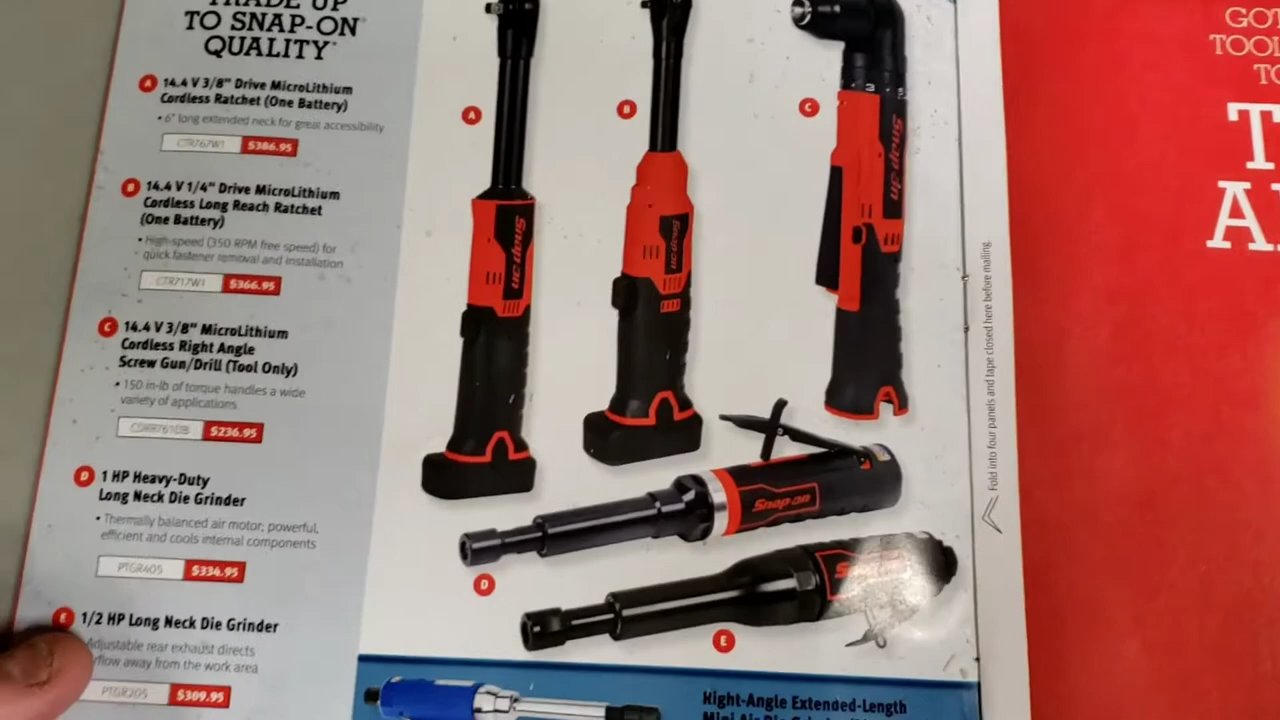 TRADE UP
TO SNAP-ON
QUALITY
A 14.4 V 3/8" Drive MicroLithium
Cordless Ratchet (One Battery)
• 6" long extended neck for great accessibility
CTR767W1 $386.95
B 14.4 V 1/4" Drive MicroLithium
Cordless Long Reach Ratchet
(One Battery)
• High-speed (350 RPM free speed) for
quick fastener removal and installation
CTR717W1 $366.95
C 14.4 V 3/8" MicroLithium
Cordless Right Angle
Screw Gun/Drill (Tool Only)
• 150 in-lb of torque handles a wide
variety of applications
$236.95
D 1 HP Heavy-Duty
Long Neck Die Grinder
• Thermally balanced air motor; powerful,
efficient and cools internal components
PTGR405 $334.95
E 1/2 HP Long Neck Die Grinder
Adjustable rear exhaust directs
away from the work area
PTGR205 $309.95
A
B
C
Snap-on
Snap-on
Snap-on
Snap-on
D
E
Right-Angle Extended-Length
Fold into four panels and tape closed here before mailing.